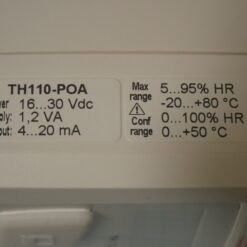 TH110-POA
wer 16...30 Vdc
ply: 1,2 VA
put: 4...20 mA
Max range 5...95% HR
-20...+80 °C
Conf range 0...100% HR
0...+50 °C